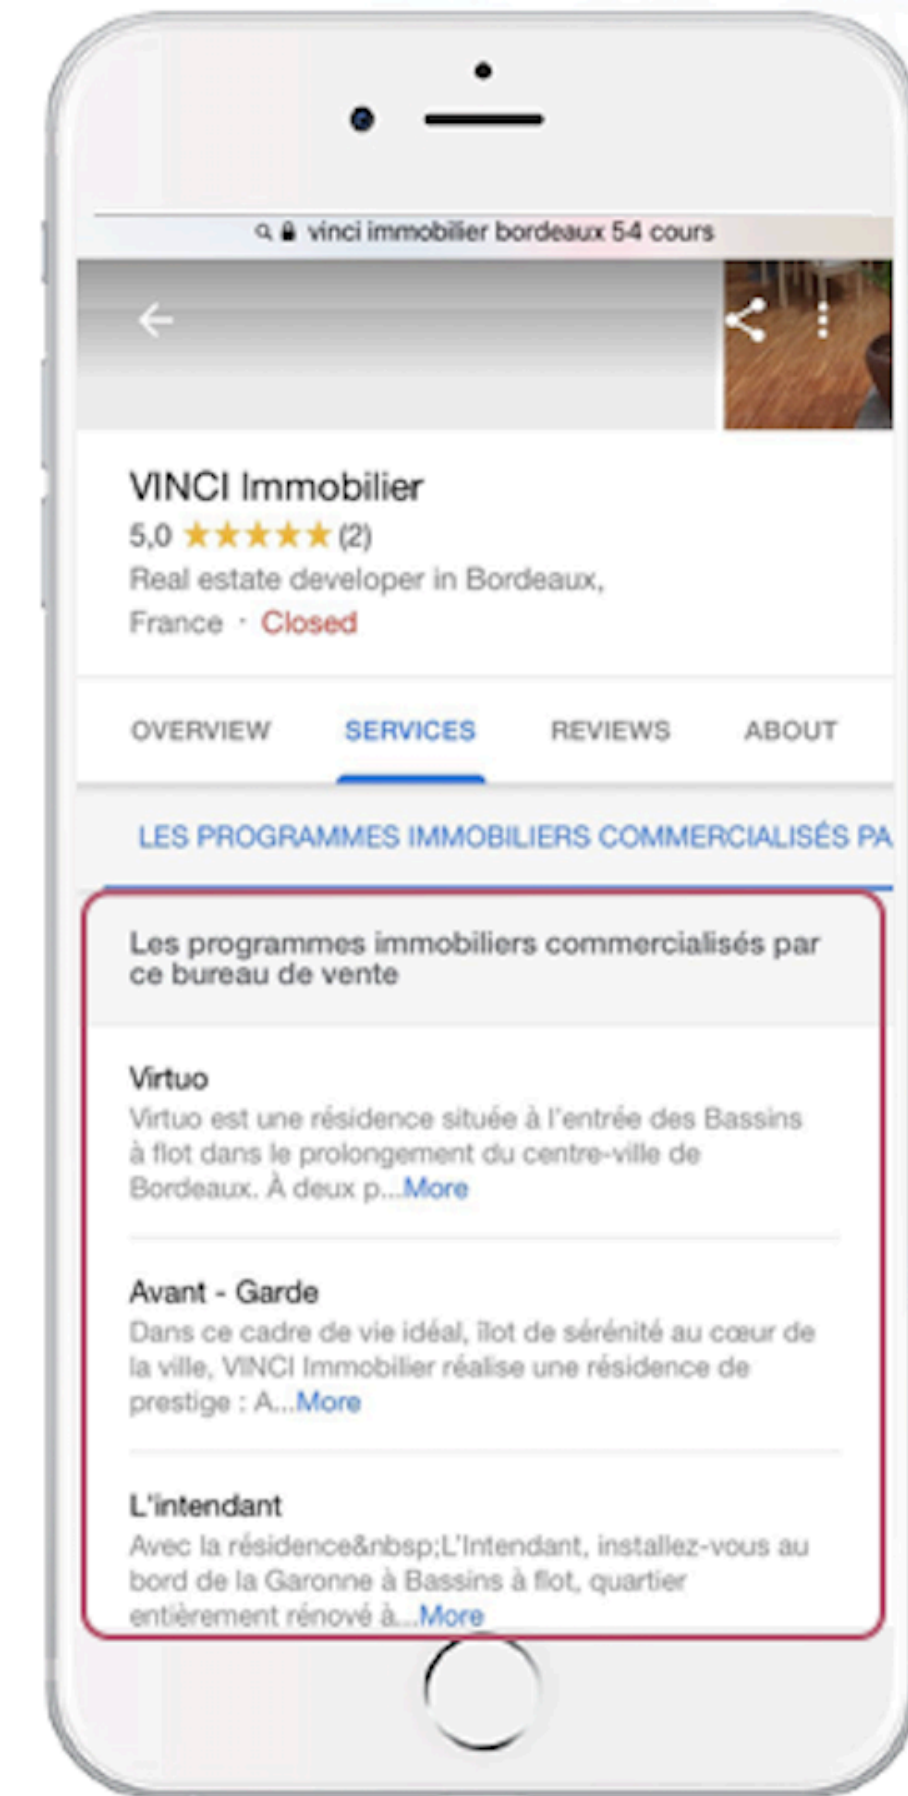 vinci immobilier bordeaux 54 cours
VINCI Immobilier
5,0 ★★★★★ (2)
Real estate developer in Bordeaux,
France · Closed
OVERVIEW SERVICES REVIEWS ABOUT
LES PROGRAMMES IMMOBILIERS COMMERCIALISÉS PA
Les programmes immobiliers commercialisés par
ce bureau de vente
Virtuo
Virtuo est une résidence située à l'entrée des Bassins
à flot dans le prolongement du centre-ville de
Bordeaux. À deux p...More
Avant - Garde
Dans ce cadre de vie idéal, îlot de sérénité au cœur de
la ville, VINCI Immobilier réalise une résidence de
prestige : A...More
L'intendant
Avec la résidence&nbsp;L'Intendant, installez-vous au
bord de la Garonne à Bassins à flot, quartier
entièrement rénové à...More